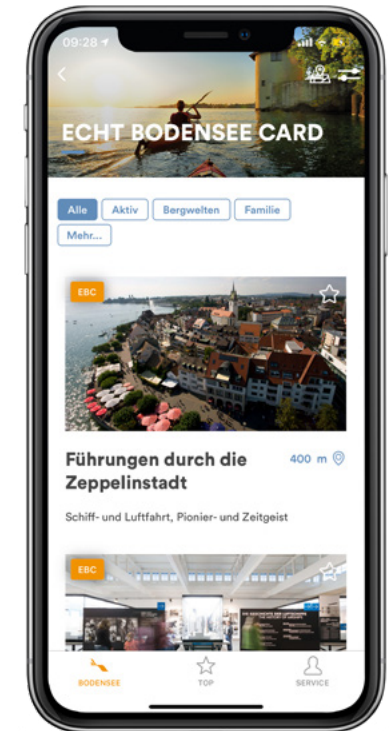 09:28
ECHT BODENSEE CARD
Alle
Aktiv
Bergwelten
Familie
Mehr...
EBC
Führungen durch die
Zeppelinstadt
400 m
Schiff- und Luftfahrt, Pionier- und Zeitgeist
EBC
BODENSEE
TOP
SERVICE